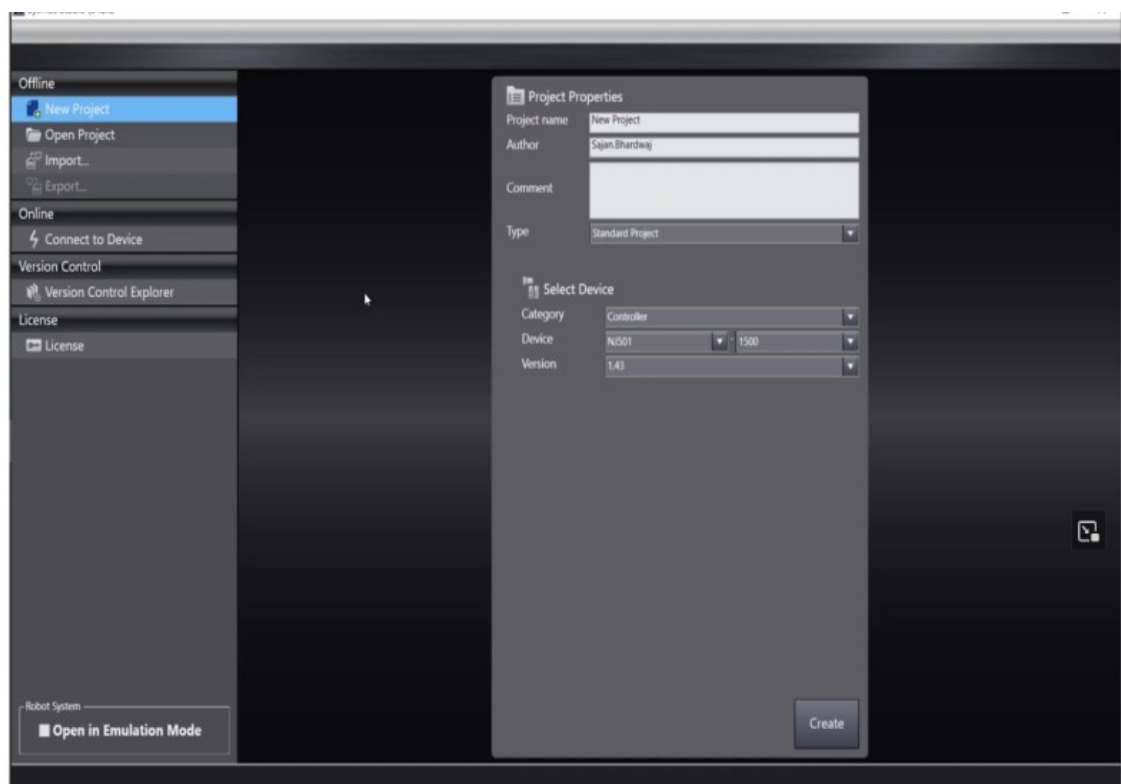 Offline
New Project
Open Project
Import...
Export...
Online
Connect to Device
Version Control
Version Control Explorer
License
License
Robot System
Open in Emulation Mode
Project Properties
Project name New Project
Author Sajan.Bhardwaj
Comment
Type Standard Project
Select Device
Category Controller
Device NJ501 - 1500
Version 1.43
Create